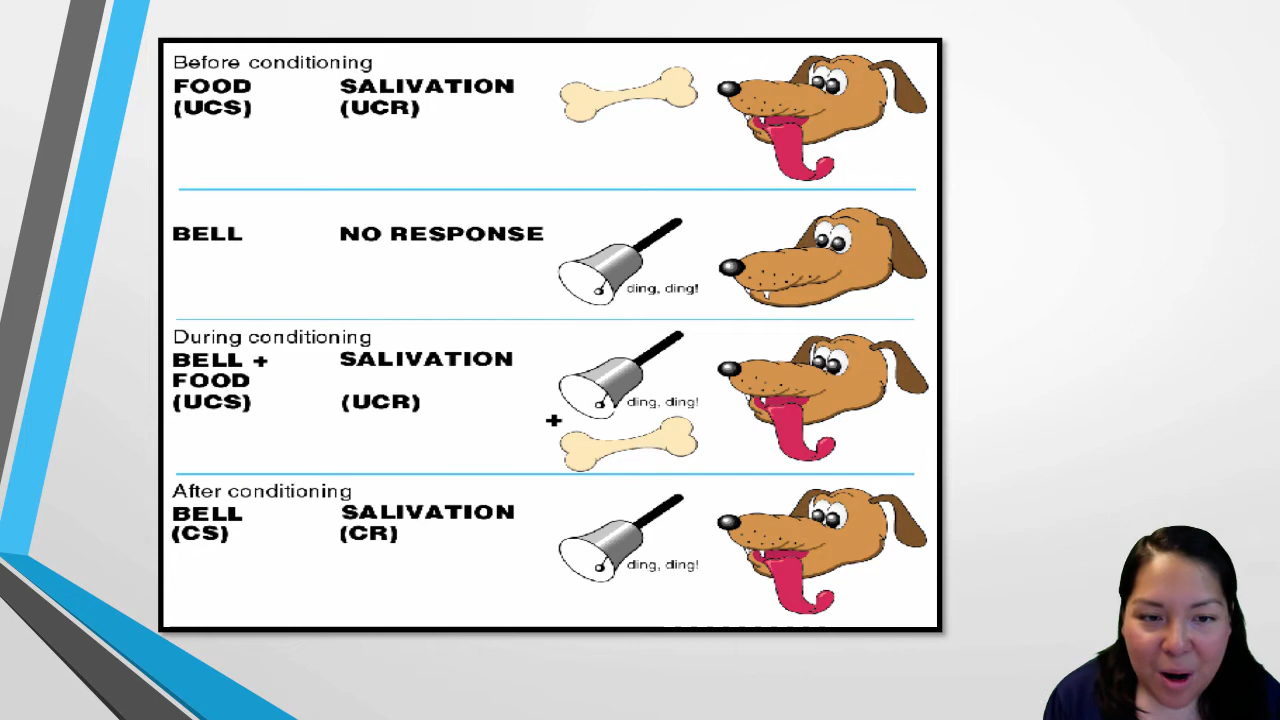 Before conditioning
FOOD SALIVATION
(UCS) (UCR)
BELL NO RESPONSE
ding, ding!
During conditioning
BELL + SALIVATION
FOOD
(UCS) (UCR)
ding, ding!
+
After conditioning
BELL SALIVATION
(CS) (CR)
ding, ding!